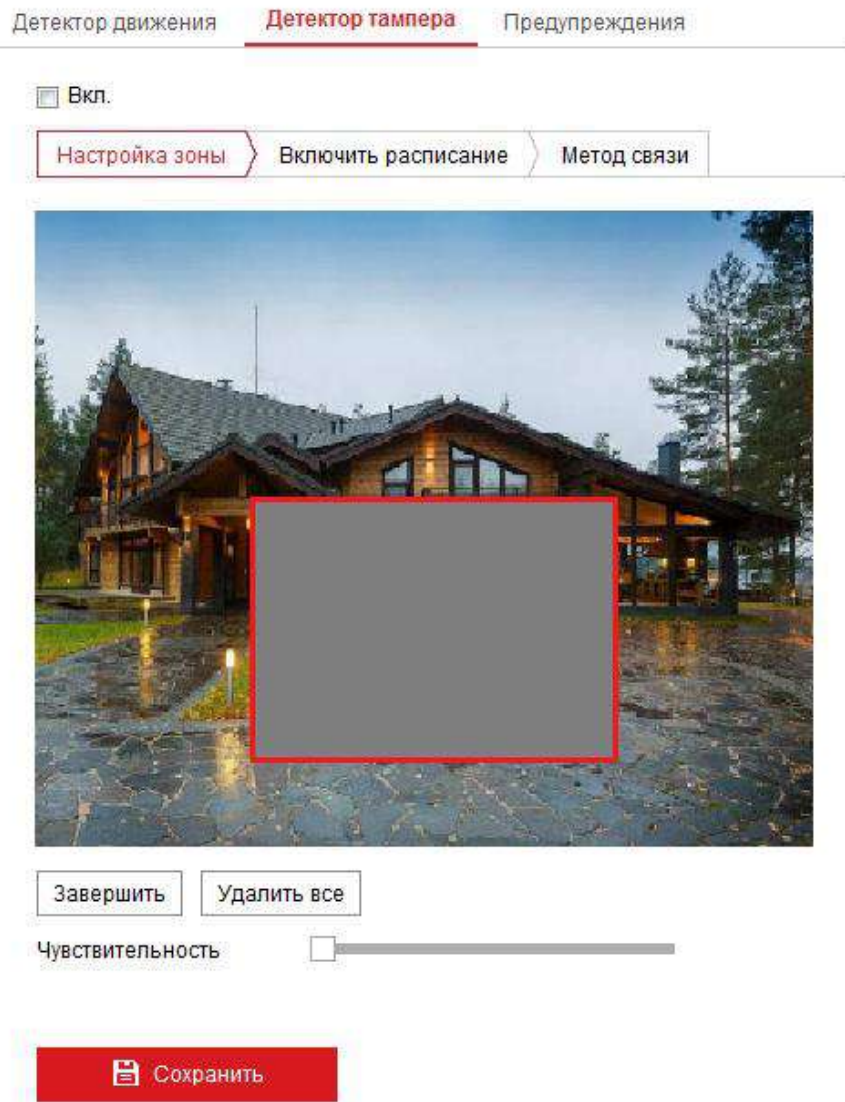 Детектор движения Детектор тампера Предупреждения
Вкл.
Настройка зоны Включить расписание Метод связи
Завершить Удалить все
Чувствительность
Сохранить